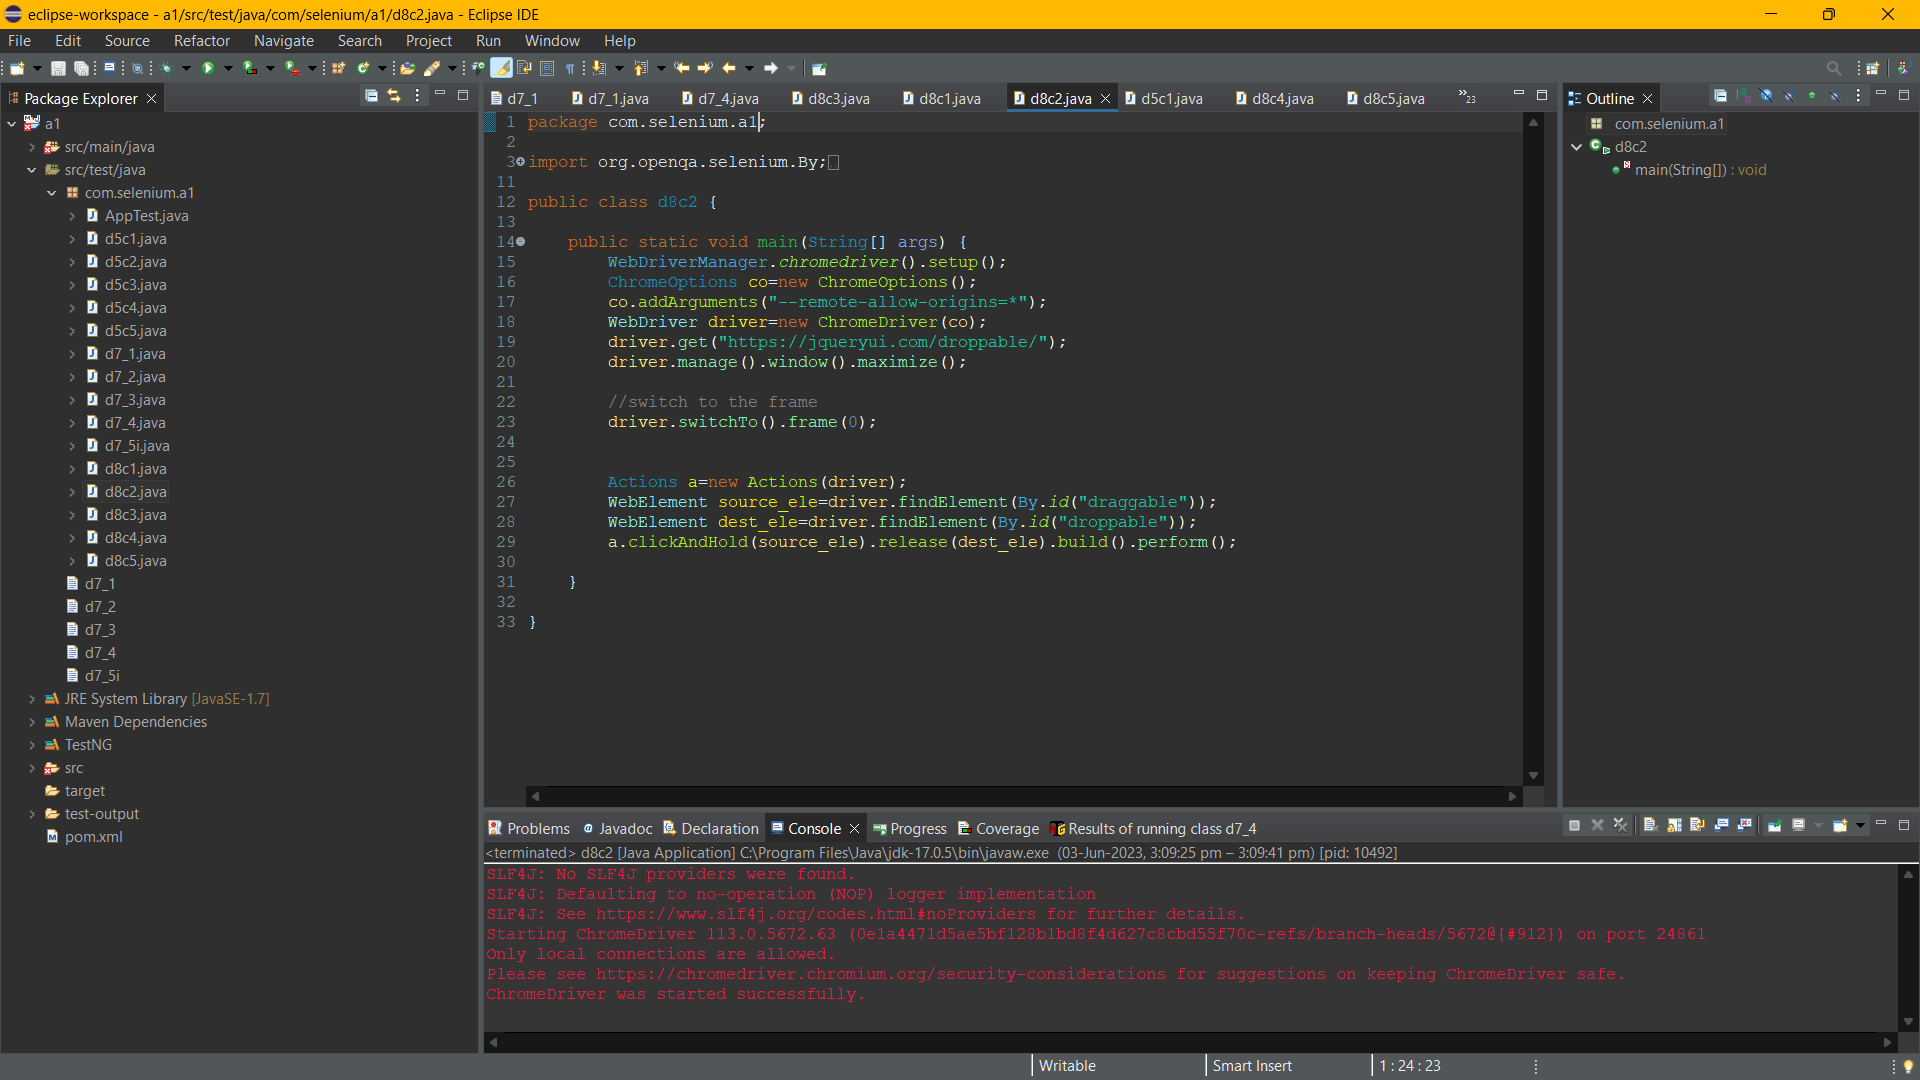 eclipse-workspace - a1/src/test/java/com/selenium/a1/d8c2.java - Eclipse IDE
File Edit Source Refactor Navigate Search Project Run Window Help
Package Explorer
a1
src/main/java
src/test/java
com.selenium.a1
AppTest.java
d5c1.java
d5c2.java
d5c3.java
d5c4.java
d5c5.java
d7_1.java
d7_2.java
d7_3.java
d7_4.java
d7_5i.java
d8c1.java
d8c2.java
d8c3.java
d8c4.java
d8c5.java
d7_1
d7_2
d7_3
d7_4
d7_5i
JRE System Library [JavaSE-1.7]
Maven Dependencies
TestNG
src
target
test-output
pom.xml
d7_1 d7_1.java d7_4.java d8c3.java d8c1.java d8c2.java d5c1.java d8c4.java d8c5.java »23
1 package com.selenium.a1;
2
3 import org.openqa.selenium.By;
11
12 public class d8c2 {
13
14 public static void main(String[] args) {
15 WebDriverManager.chromedriver().setup();
16 ChromeOptions co=new ChromeOptions();
17 co.addArguments("--remote-allow-origins=*");
18 WebDriver driver=new ChromeDriver(co);
19 driver.get("https://jqueryui.com/droppable/");
20 driver.manage().window().maximize();
21
22 //switch to the frame
23 driver.switchTo().frame(0);
24
25
26 Actions a=new Actions(driver);
27 WebElement source_ele=driver.findElement(By.id("draggable"));
28 WebElement dest_ele=driver.findElement(By.id("droppable"));
29 a.clickAndHold(source_ele).release(dest_ele).build().perform();
30
31 }
32
33 }
Outline
com.selenium.a1
d8c2
main(String[]) : void
Problems Javadoc Declaration Console Progress Coverage Results of running class d7_4
<terminated> d8c2 [Java Application] C:\Program Files\Java\jdk-17.0.5\bin\javaw.exe (03-Jun-2023, 3:09:25 pm – 3:09:41 pm) [pid: 10492]
SLF4J: No SLF4J providers were found.
SLF4J: Defaulting to no-operation (NOP) logger implementation
SLF4J: See https://www.slf4j.org/codes.html#noProviders for further details.
Starting ChromeDriver 113.0.5672.63 (0e1a4471d5ae5bf128b1bd8f4d627c8cbd55f70c-refs/branch-heads/5672@{#912}) on port 24861
Only local connections are allowed.
Please see https://chromedriver.chromium.org/security-considerations for suggestions on keeping ChromeDriver safe.
ChromeDriver was started successfully.
Writable Smart Insert 1 : 24 : 23